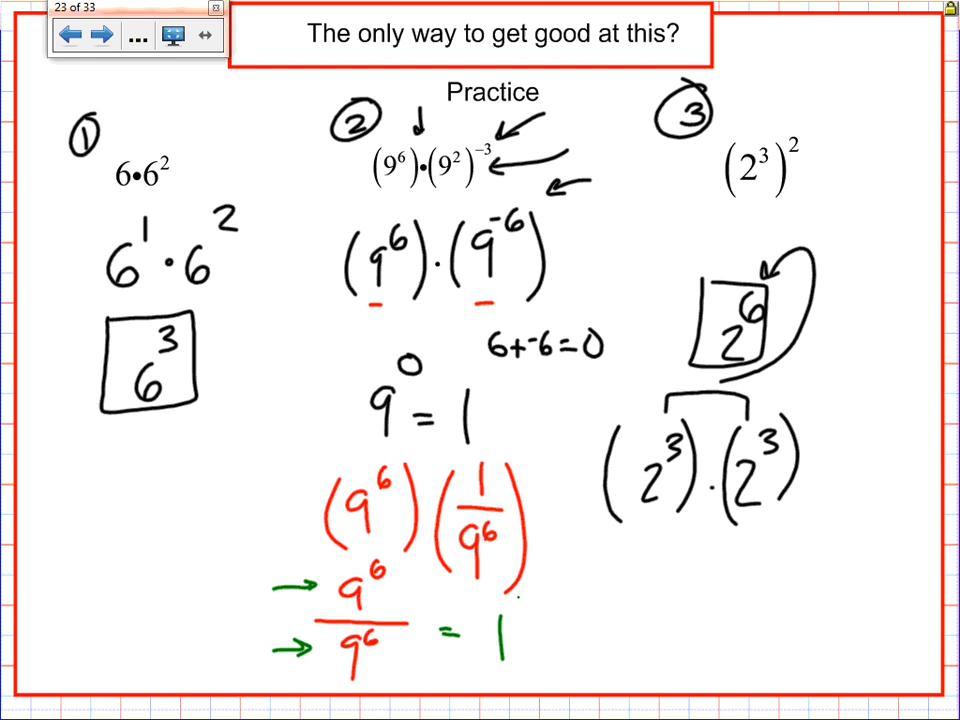 23 of 33
The only way to get good at this?
Practice
①
6•6²
6¹ · 6²
6³
②
(9⁶)•(9²)⁻³
(9⁶) · (9⁻⁶)
6+-6=0
9⁰ = 1
(9⁶)(1/9⁶)
9⁶/9⁶ = 1
③
(2³)²
2⁶
(2³) · (2³)